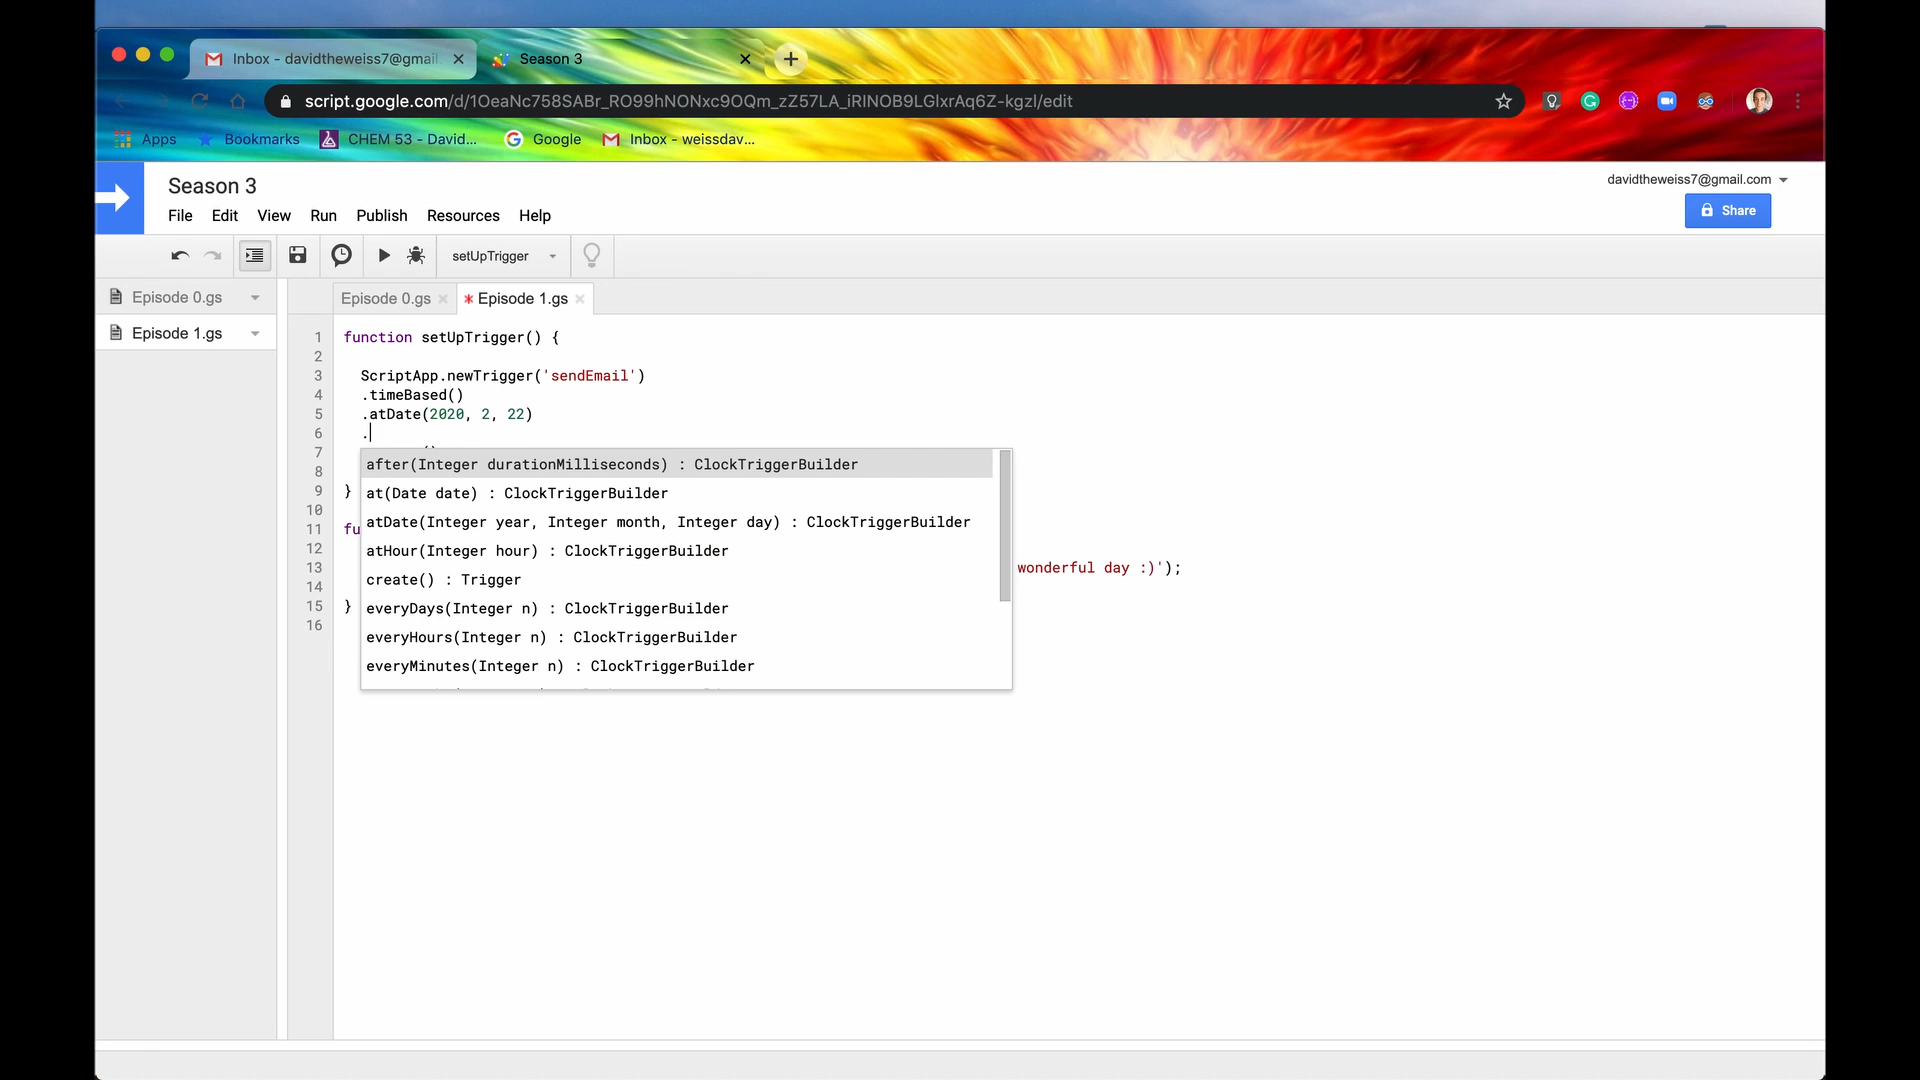 Inbox - davidtheweiss7@gmail.
Season 3
script.google.com/d/1OeaNc758SABr_RO99hNONxc9OQm_zZ57LA_iRINOB9LGlxrAq6Z-kgzl/edit
Apps
Bookmarks
CHEM 53 - David...
Google
Inbox - weissdav...
Season 3
davidtheweiss7@gmail.com
File Edit View Run Publish Resources Help
Share
setUpTrigger
Episode 0.gs
Episode 1.gs
Episode 0.gs
* Episode 1.gs
1 function setUpTrigger() {
2
3 ScriptApp.newTrigger('sendEmail')
4 .timeBased()
5 .atDate(2020, 2, 22)
6 .
7
8
9 }
10
11 fu
12
13 wonderful day :)');
14
15 }
16
after(Integer durationMilliseconds) : ClockTriggerBuilder
at(Date date) : ClockTriggerBuilder
atDate(Integer year, Integer month, Integer day) : ClockTriggerBuilder
atHour(Integer hour) : ClockTriggerBuilder
create() : Trigger
everyDays(Integer n) : ClockTriggerBuilder
everyHours(Integer n) : ClockTriggerBuilder
everyMinutes(Integer n) : ClockTriggerBuilder